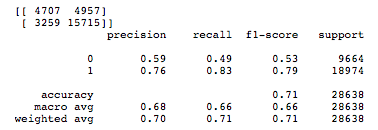 [[ 4707 4957]
[ 3259 15715]]
precision recall f1-score support
0 0.59 0.49 0.53 9664
1 0.76 0.83 0.79 18974
accuracy 0.71 28638
macro avg 0.68 0.66 0.66 28638
weighted avg 0.70 0.71 0.71 28638